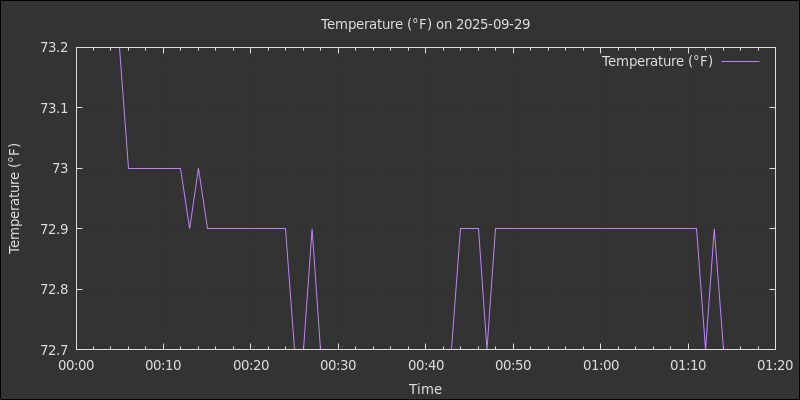 Temperature (°F) on 2025-09-29
Temperature (°F)
73.2
73.1
73
72.9
72.8
72.7
Temperature (°F)
00:00 00:10 00:20 00:30 00:40 00:50 01:00 01:10 01:20
Time